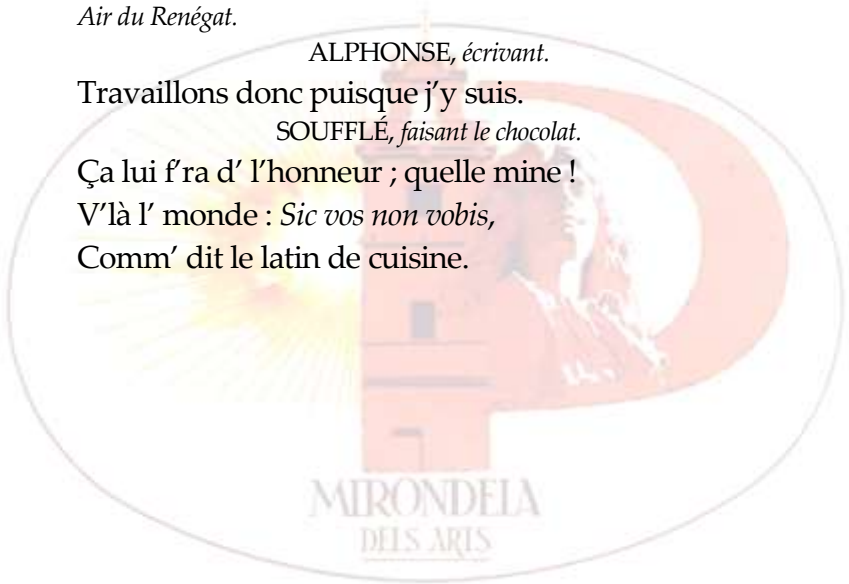 Air du Renégat.
ALPHONSE, écrivant.
Travaillons donc puisque j’y suis.
SOUFFLÉ, faisant le chocolat.
Ça lui f’ra d’ l’honneur ; quelle mine !
V’là l’ monde : Sic vos non vobis,
Comm’ dit le latin de cuisine.
MIRONDELA
DELS ARTS